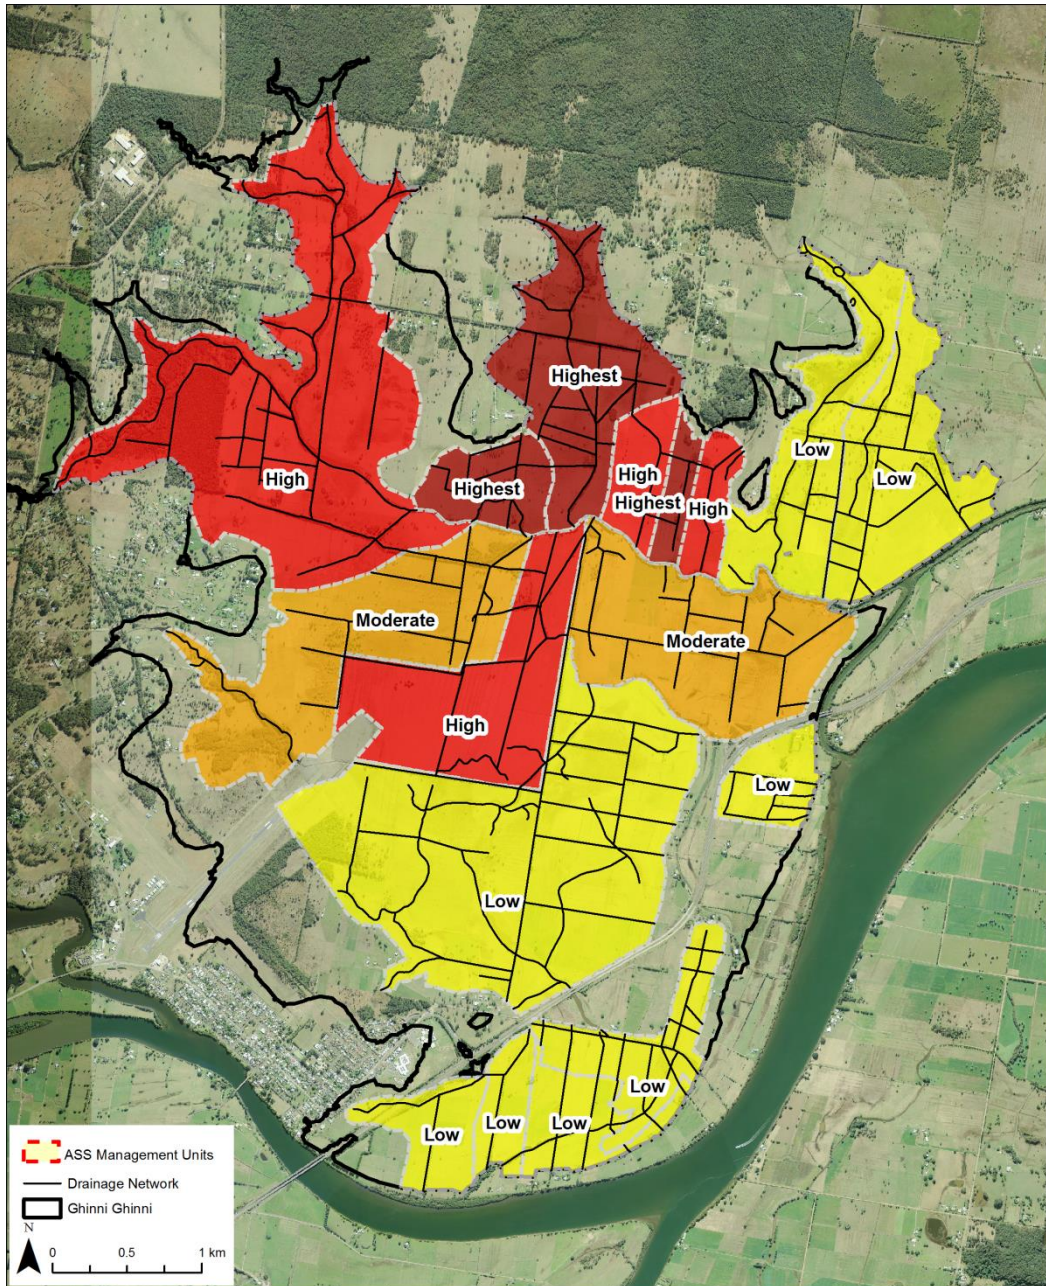 Highest
Low
High
Low
High
Highest
Highest
High
Moderate
Moderate
High
Low
Low
Low
Low
Low
Low
ASS Management Units
Drainage Network
Ghinni Ghinni
N
0 0.5 1 km